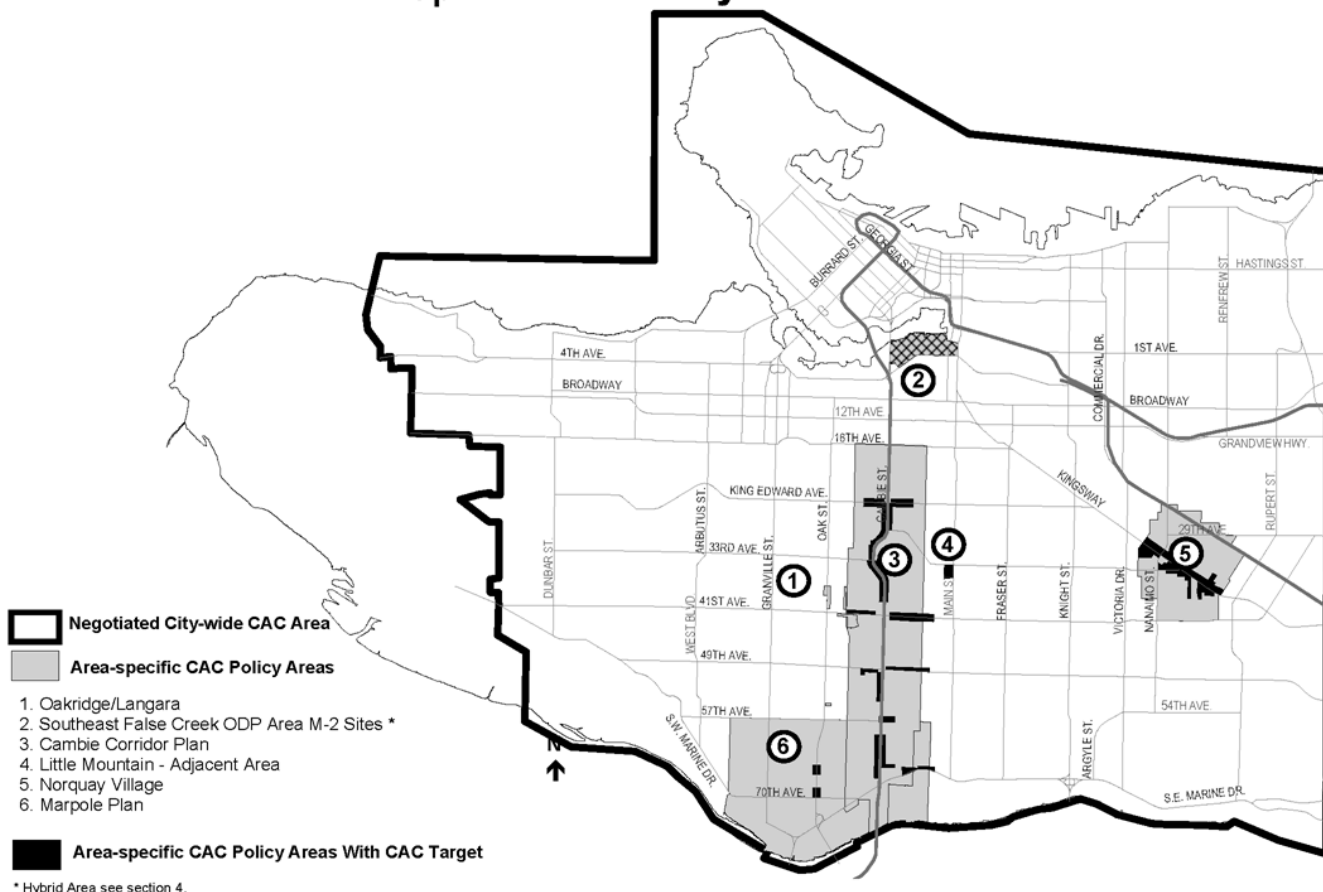 BURRARD ST.
GEORGIA ST.
HASTINGS ST.
RENFREW ST.
4TH AVE.
1ST AVE.
COMMERCIAL DR.
2
BROADWAY
BROADWAY
12TH AVE.
16TH AVE.
GRANDVIEW HWY.
KINGSWAY
CAMBIE ST.
KING EDWARD AVE.
OAK ST.
ARBUTUS ST.
RUPERT ST.
29TH AVE
4
5
3
33RD AVE.
DUNBAR ST.
GRANVILLE ST.
1
MAIN ST.
FRASER ST.
KNIGHT ST.
VICTORIA DR.
NANAIMO ST.
41ST AVE.
WEST BLVD.
49TH AVE.
57TH AVE.
54TH AVE.
S.W. MARINE DR.
6
ARGYLE ST.
70TH AVE.
S.E. MARINE DR.
N
Negotiated City-wide CAC Area
Area-specific CAC Policy Areas
1. Oakridge/Langara
2. Southeast False Creek ODP Area M-2 Sites *
3. Cambie Corridor Plan
4. Little Mountain - Adjacent Area
5. Norquay Village
6. Marpole Plan
Area-specific CAC Policy Areas With CAC Target
* Hybrid Area see section 4.